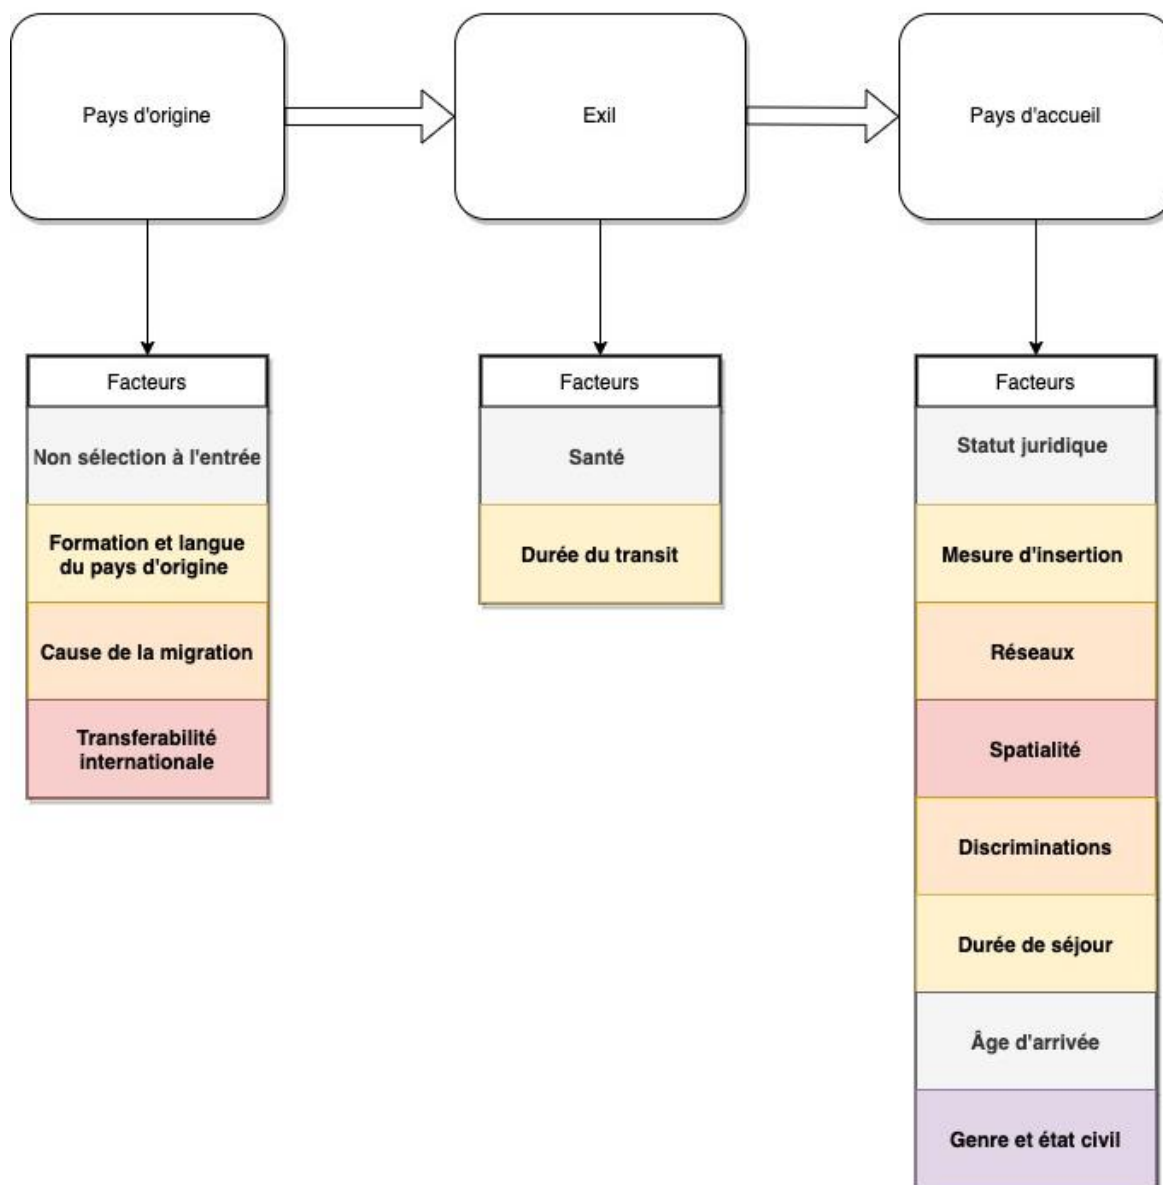 Pays d'origine
Exil
Pays d'accueil
Facteurs
Non sélection à l'entrée
Formation et langue
du pays d'origine
Cause de la migration
Transferabilité
internationale
Facteurs
Santé
Durée du transit
Facteurs
Statut juridique
Mesure d'insertion
Réseaux
Spatialité
Discriminations
Durée de séjour
Âge d'arrivée
Genre et état civil